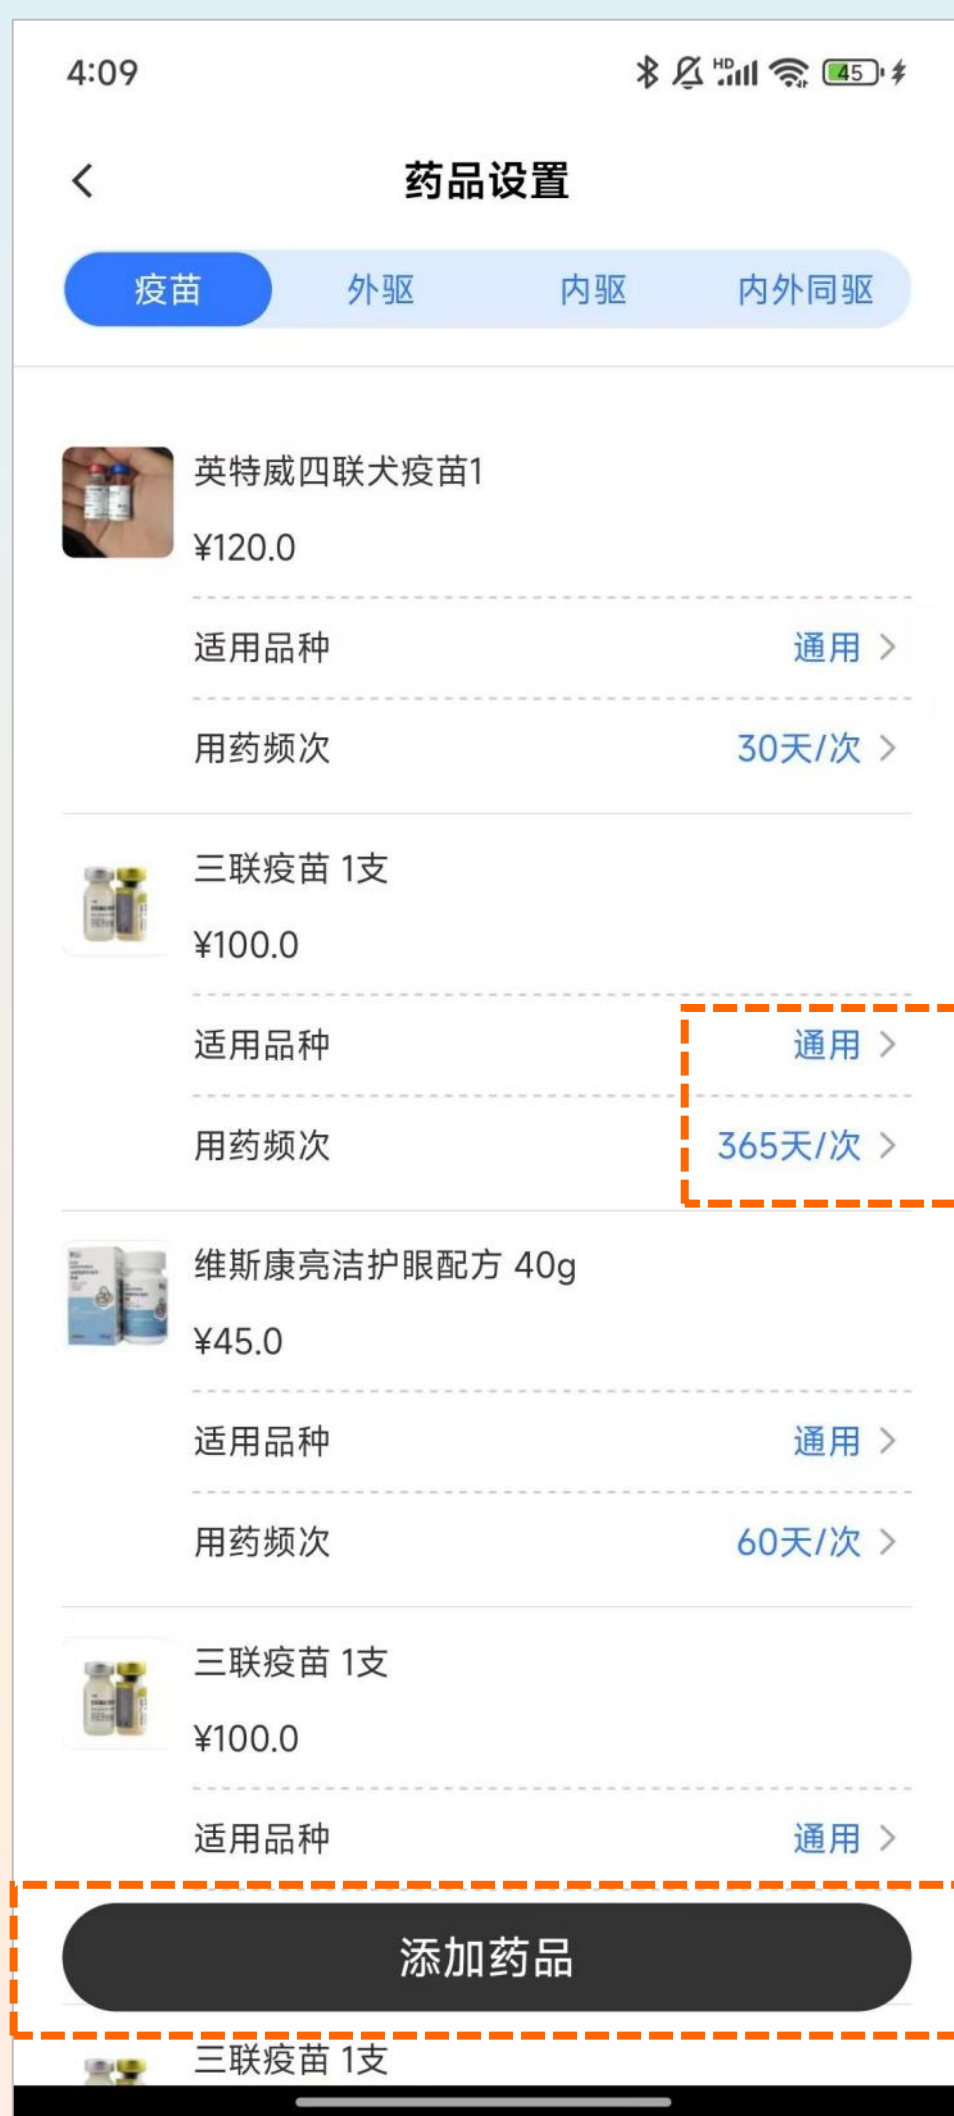 4:09 HD 45
药品设置
疫苗 外驱 内驱 内外同驱
英特威四联犬疫苗1
¥120.0
适用品种 通用
用药频次 30天/次
三联疫苗 1支
¥100.0
适用品种 通用
用药频次 365天/次
维斯康亮洁护眼配方 40g
¥45.0
适用品种 通用
用药频次 60天/次
三联疫苗 1支
¥100.0
适用品种 通用
添加药品
三联疫苗 1支